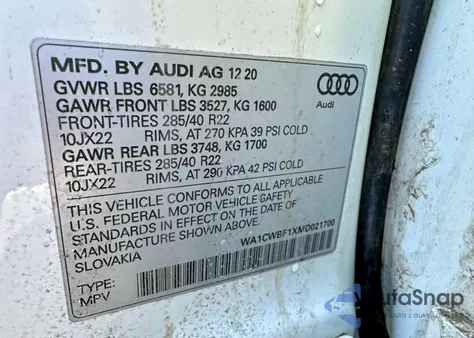 MFD. BY AUDI AG 12 20
GVWR LBS 6581, KG 2985
GAWR FRONT LBS 3527, KG 1600
FRONT-TIRES 285/40 R22
10JX22 RIMS, AT 270 KPA 39 PSI COLD
GAWR REAR LBS 3748, KG 1700
REAR-TIRES 285/40 R22
10JX22 RIMS, AT 290 KPA 42 PSI COLD
THIS VEHICLE CONFORMS TO ALL APPLICABLE
U.S. FEDERAL MOTOR VEHICLE SAFETY
STANDARDS IN EFFECT ON THE DATE OF
MANUFACTURE SHOWN ABOVE.
SLOVAKIA
WA1CWBF1XMD021700
TYPE:
MPV
Audi
AutoSnap